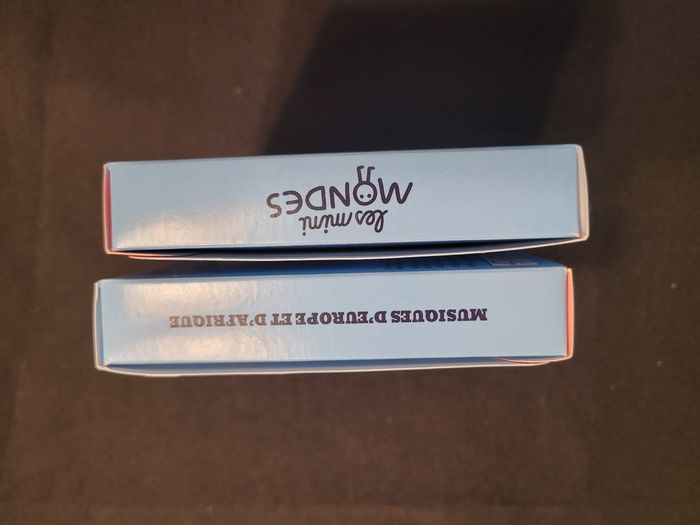 les mini
MONDES
MUSIQUES D'EUROPE ET D'AFRIQUE